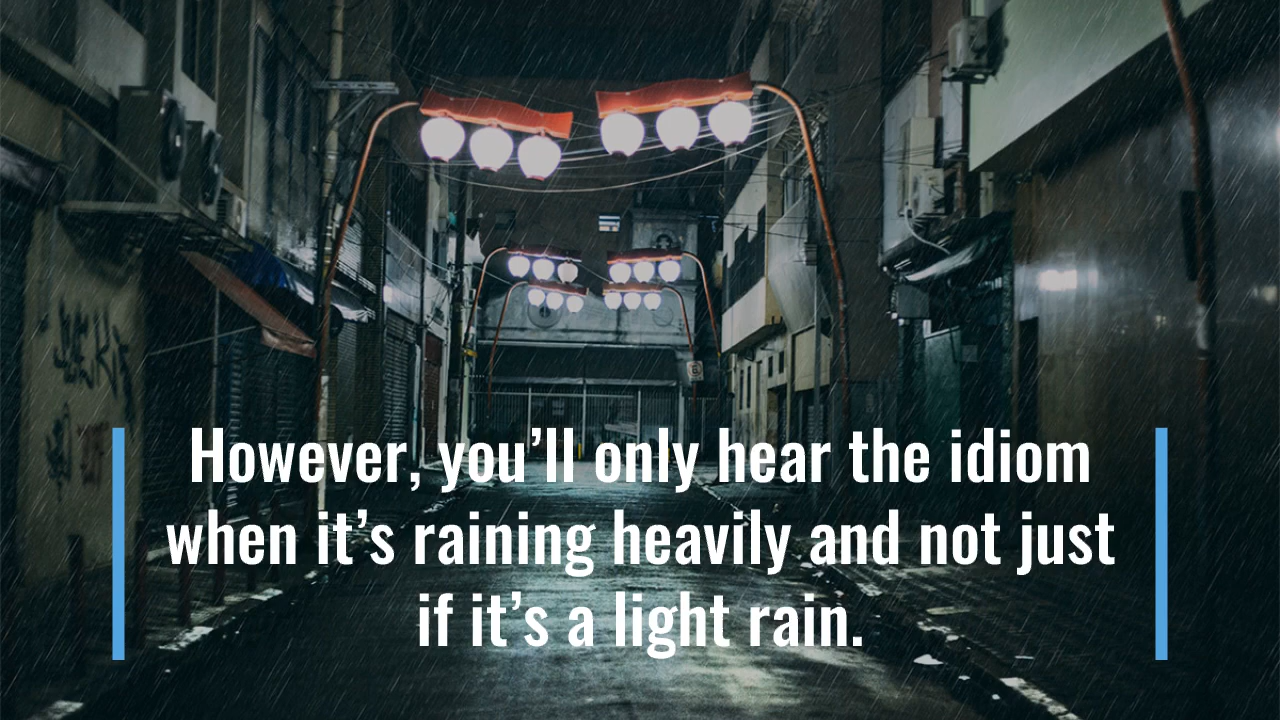 However, you’ll only hear the idiom
when it’s raining heavily and not just
if it’s a light rain.